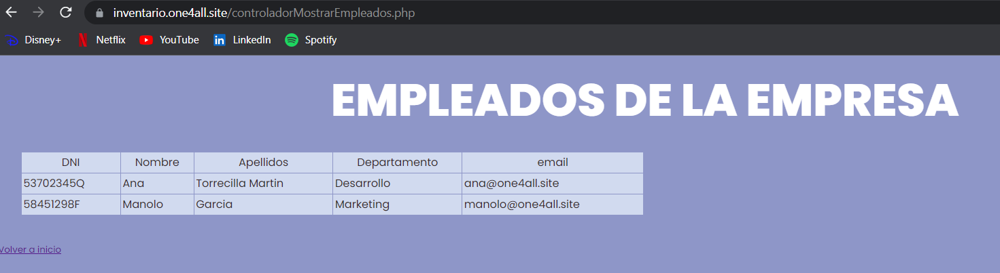 inventario.one4all.site/controladorMostrarEmpleados.php
Disney+ Netflix YouTube LinkedIn Spotify
EMPLEADOS DE LA EMPRESA
DNI Nombre Apellidos Departamento email
53702345Q Ana Torrecilla Martin Desarrollo ana@one4all.site
58451298F Manolo Garcia Marketing manolo@one4all.site
Volver a inicio